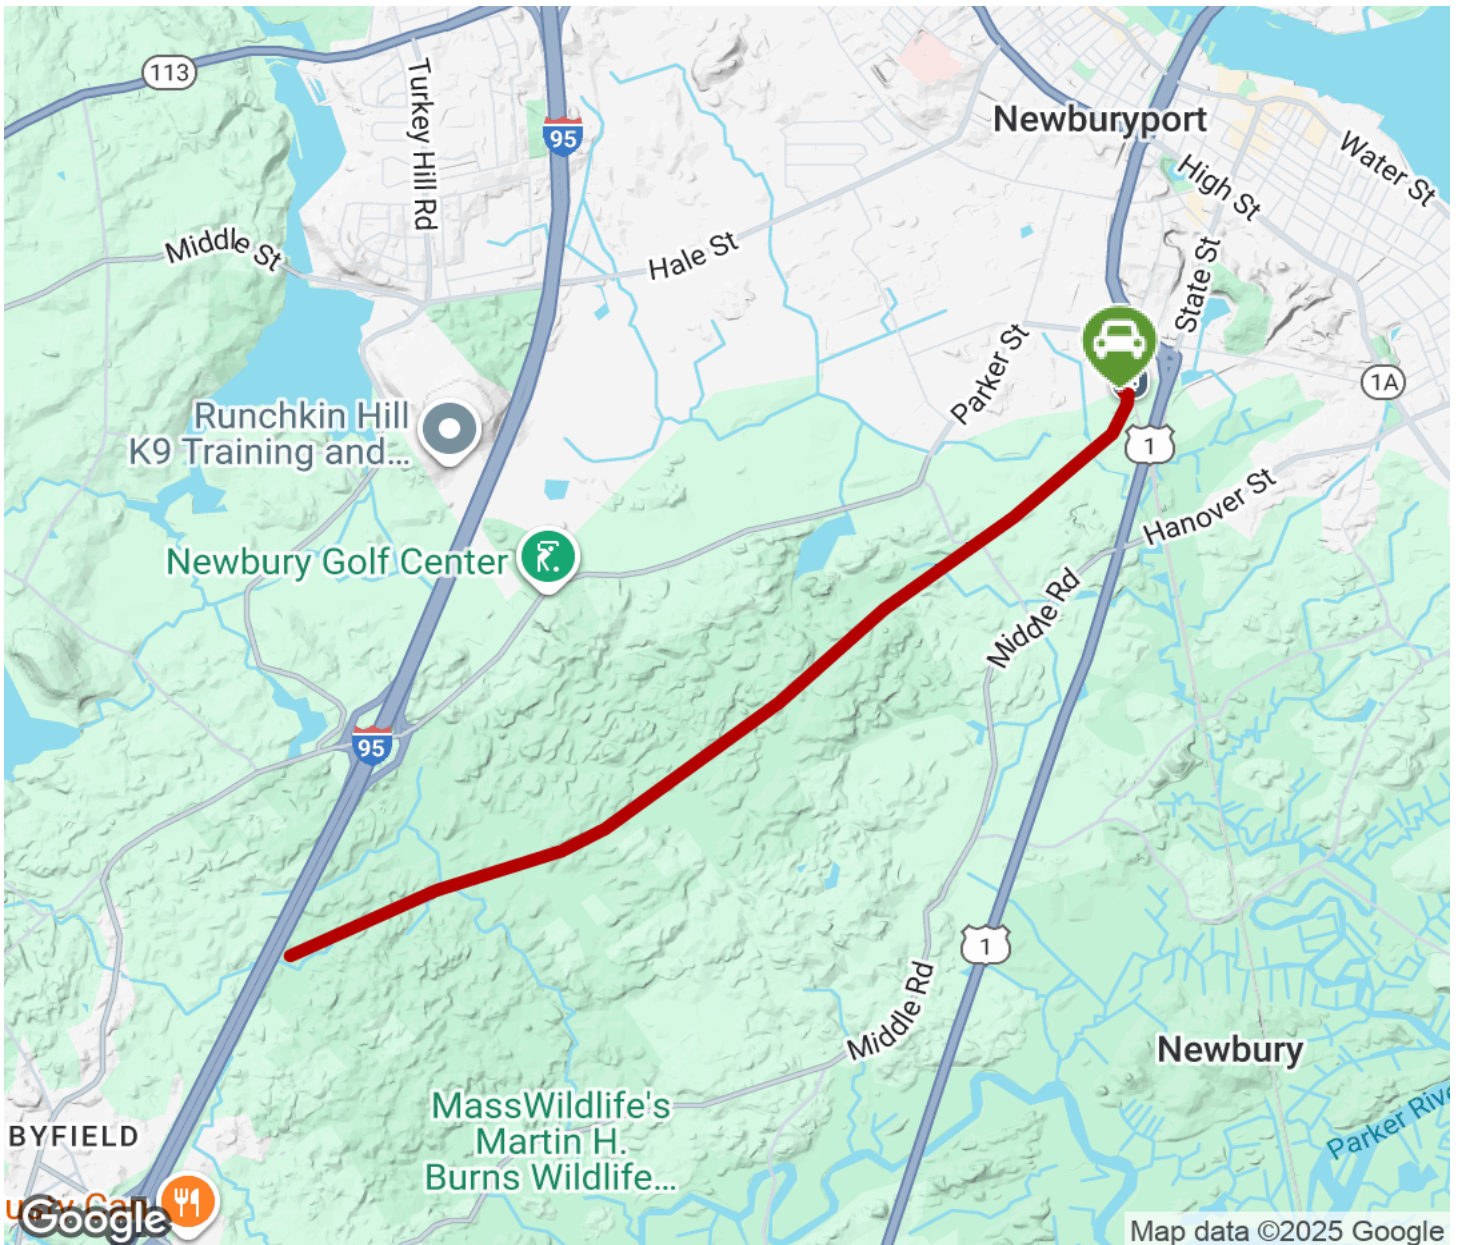 113
Turkey Hill Rd
95
Newburyport
Water St
High St
Middle St
Hale St
State St
Parker St
1A
Runchkin Hill
K9 Training and...
1
Hanover St
Newbury Golf Center
Middle Rd
95
1
Middle Rd
Newbury
MassWildlife's
Martin H.
Burns Wildlife...
BYFIELD
Parker Rive
Google
Map data ©2025 Google